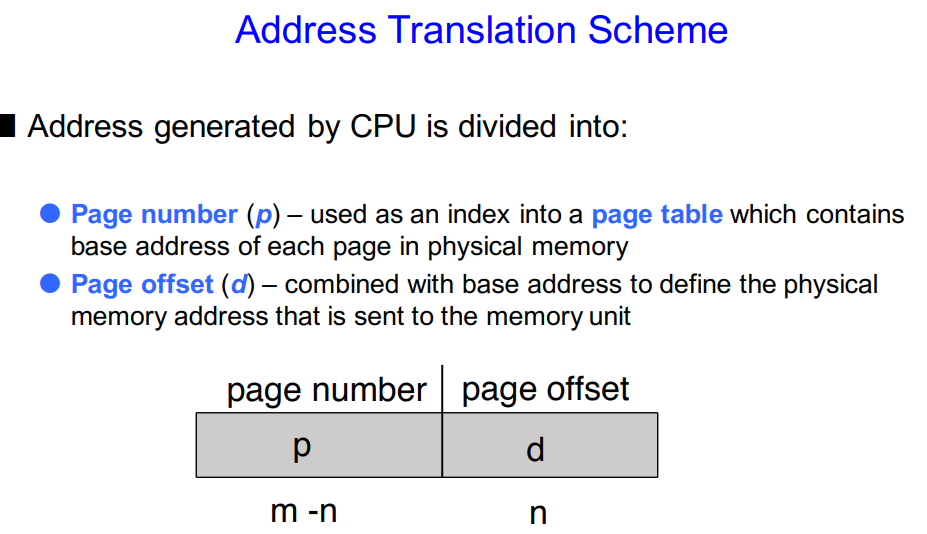 Address Translation Scheme
Address generated by CPU is divided into:
Page number (p) – used as an index into a page table which contains
base address of each page in physical memory
Page offset (d) – combined with base address to define the physical
memory address that is sent to the memory unit
page number page offset
p d
m -n n